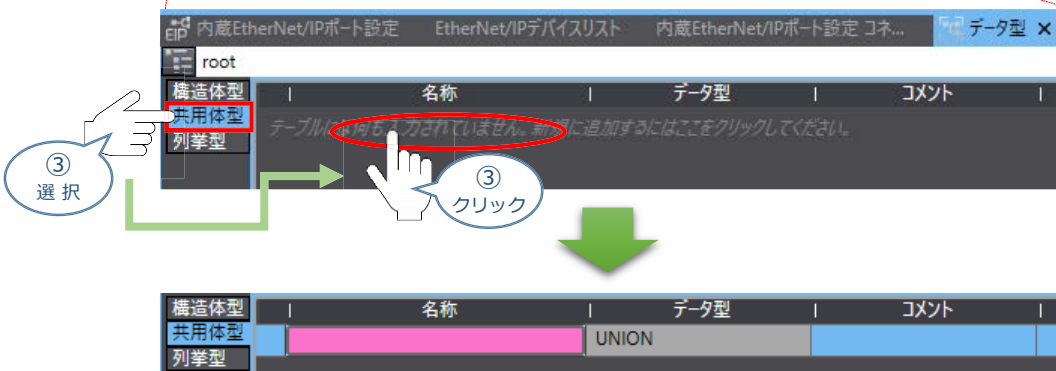 EIP 内蔵EtherNet/IPポート設定 EtherNet/IPデバイスリスト 内蔵EtherNet/IPポート設定 コネ... データ型 ×
root
構造体型 名称 データ型 コメント
共用体型 テーブルには何も入力されていません。新規に追加するにはここをクリックしてください。
列挙型
③
選択
③
クリック
構造体型 名称 データ型 コメント
共用体型 UNION
列挙型